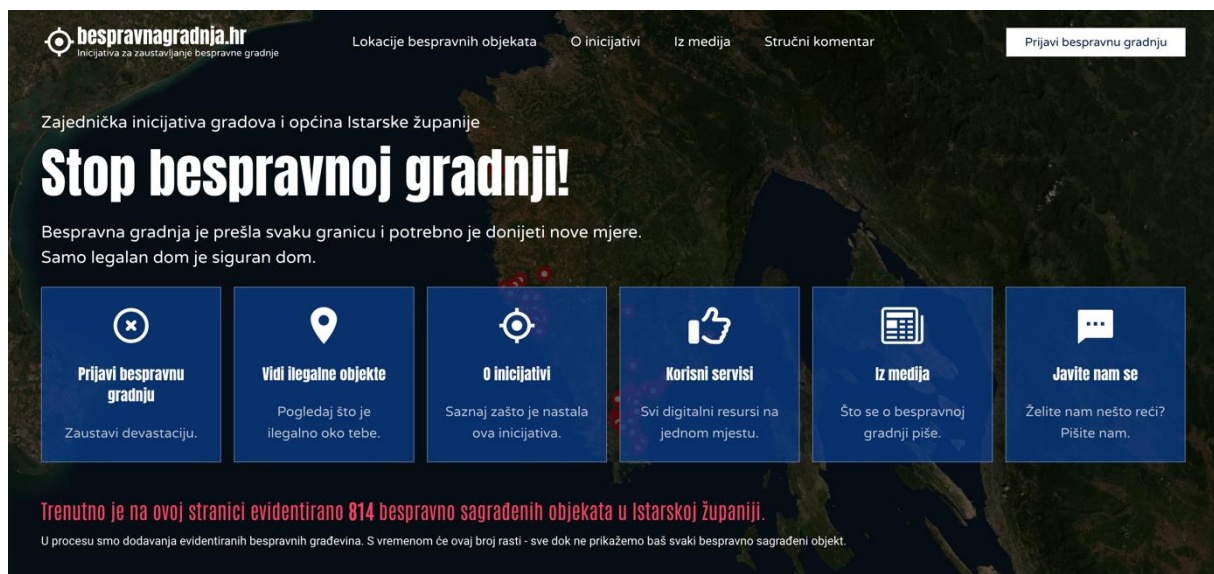 bespravnagradnja.hr
Inicijativa za zaustavljanje bespravne gradnje
Lokacije bespravnih objekata
O inicijativi
Iz medija
Stručni komentar
Prijavi bespravnu gradnju
Zajednička inicijativa gradova i općina Istarske županije
Stop bespravnoj gradnji!
Bespravna gradnja je prešla svaku granicu i potrebno je donijeti nove mjere.
Samo legalan dom je siguran dom.
Prijavi bespravnu
gradnju
Zaustavi devastaciju.
Vidi ilegalne objekte
Pogledaj što je
ilegalno oko tebe.
O inicijativi
Saznaj zašto je nastala
ova inicijativa.
Korisni servisi
Svi digitalni resursi na
jednom mjestu.
Iz medija
Što se o bespravnoj
gradnji piše.
Javite nam se
Želite nam nešto reći?
Pišite nam.
Trenutno je na ovoj stranici evidentirano 814 bespravno sagrađenih objekata u Istarskoj županiji.
U procesu smo dodavanja evidentiranih bespravnih građevina. S vremenom će ovaj broj rasti - sve dok ne prikažemo baš svaki bespravno sagrađeni objekt.